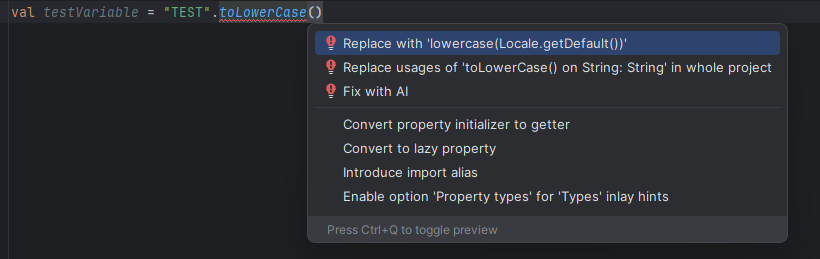 val testVariable = "TEST".toLowerCase()
Replace with 'lowercase(Locale.getDefault())'
Replace usages of 'toLowerCase() on String: String' in whole project
Fix with AI
Convert property initializer to getter
Convert to lazy property
Introduce import alias
Enable option 'Property types' for 'Types' inlay hints
Press Ctrl+Q to toggle preview